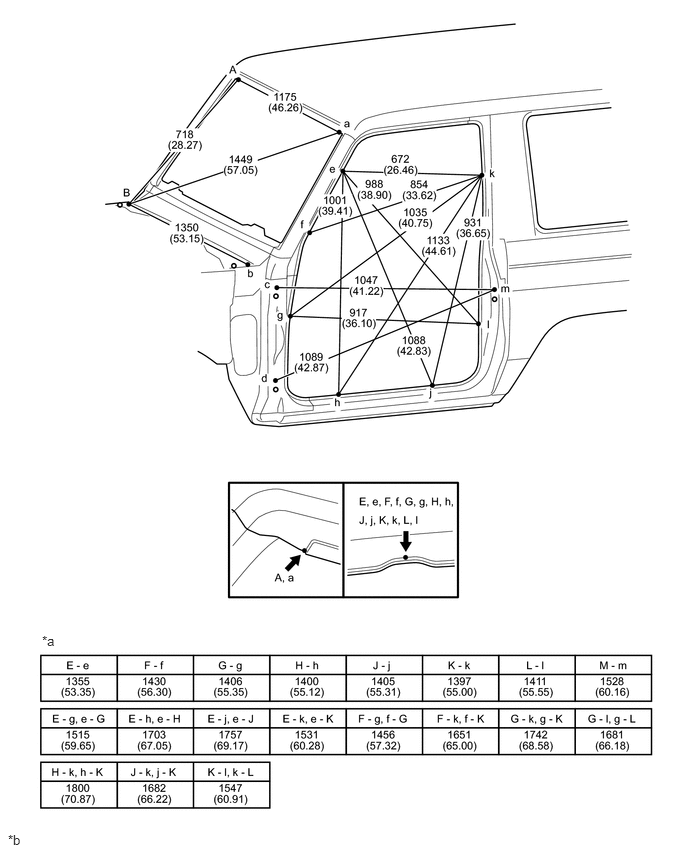 A
1175
(46.26)
a
718
(28.27)
1449
(57.05)
B
1350
(53.15)
b
e
672
(26.46)
k
988
(38.90)
854
(33.62)
1001
(39.41)
1035
(40.75)
931
(36.65)
f
1133
(44.61)
c
1047
(41.22)
m
g
917
(36.10)
l
1088
(42.83)
1089
(42.87)
d
h
j
E, e, F, f, G, g, H, h,
J, j, K, k, L, l
A, a
*a
E - e F - f G - g H - h J - j K - k L - l M - m
1355 1430 1406 1400 1405 1397 1411 1528
(53.35) (56.30) (55.35) (55.12) (55.31) (55.00) (55.55) (60.16)
E - g, e - G E - h, e - H E - j, e - J E - k, e - K F - g, f - G F - k, f - K G - k, g - K G - l, g - L
1515 1703 1757 1531 1456 1651 1742 1681
(59.65) (67.05) (69.17) (60.28) (57.32) (65.00) (68.58) (66.18)
H - k, h - K J - k, j - K K - l, k - L
1800 1682 1547
(70.87) (66.22) (60.91)
*b